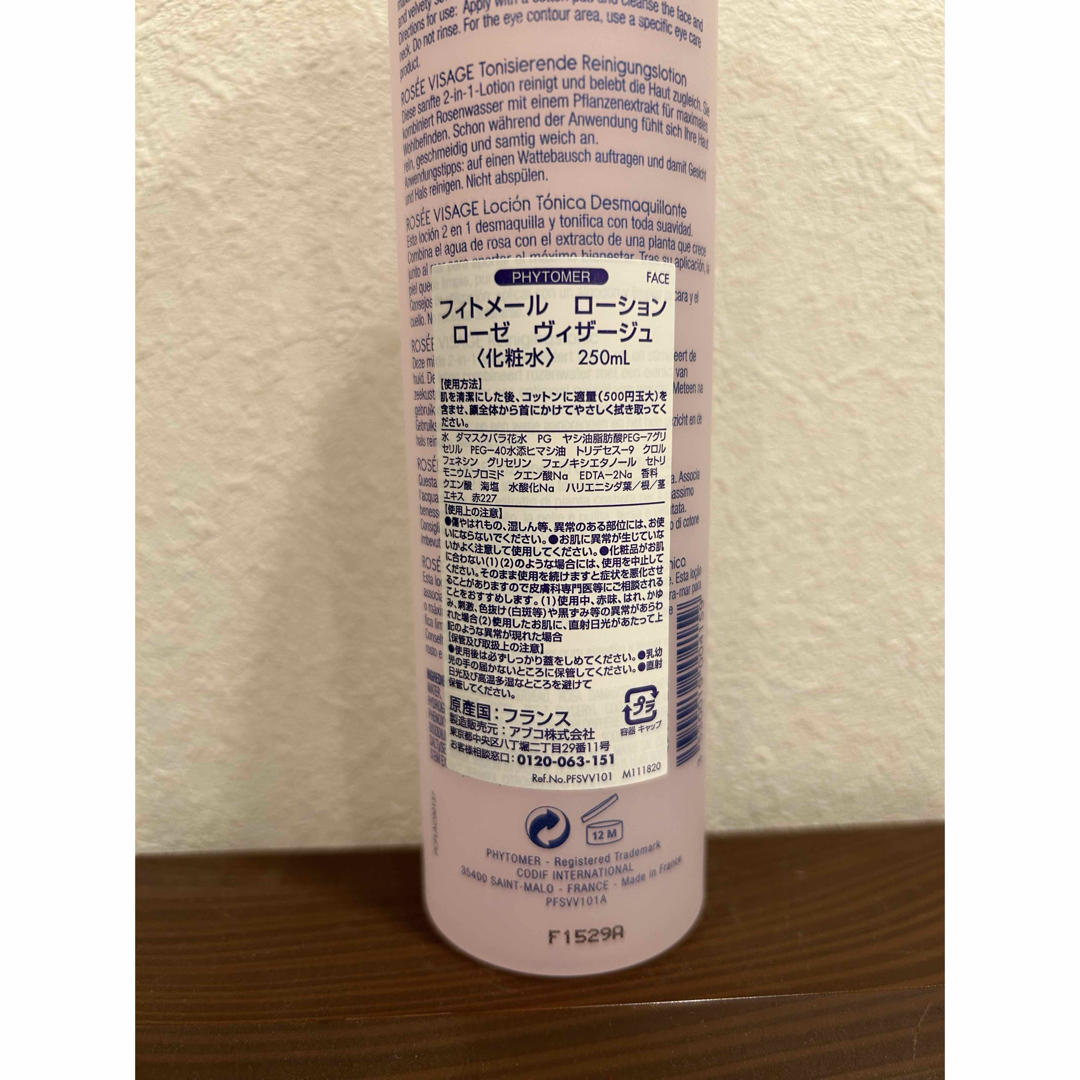 and velvety
Directions for use: Apply with a cotton pad and cleanse the face and
neck. Do not rinse. For the eye contour area, use a specific eye care
product.
ROSÉE VISAGE Tonisierende Reinigungslotion
Diese sanfte 2-in-1-Lotion reinigt und belebt die Haut zugleich. Sie
kombiniert Rosenwasser mit einem Pflanzenextrakt für maximales
Wohlbefinden. Schon während der Anwendung fühlt sich Ihre Haut
rein, geschmeidig und samtig weich an.
Anwendungstipps: auf einen Wattebausch auftragen und damit Gesicht
und Hals reinigen. Nicht abspülen.
ROSÉE VISAGE Loción Tónica Desmaquillante
Esta loción 2 en 1 desmaquilla y tonifica con toda suavidad.
Combina el agua de rosa con el extracto de una planta que crece
junto al mar para aportar el máximo bienestar. Tras su aplicación, la
PHYTOMER FACE
フィトメール ローション
ローゼ ヴィザージュ
〈化粧水〉 250mL
【使用方法】
肌を清潔にした後、コットンに適量(500円玉大)を
含ませ、顔全体から首にかけてやさしく拭き取ってく
ださい。
水 ダマスクバラ花水 PG ヤシ油脂肪酸PEG-7グリ
セリル PEG-40水添ヒマシ油 トリデセス-9 クロル
フェネシン グリセリン フェノキシエタノール セトリ
モニウムブロミド クエン酸Na EDTA-2Na 香料
クエン酸 海塩 水酸化Na ハリエニシダ葉/根/茎
エキス 赤227
【使用上の注意】
●傷やはれもの、湿しん等、異常のある部位には、お使
いにならないでください。●お肌に異常が生じていな
いかよく注意して使用してください。●化粧品がお肌
に合わない(1)(2)のような場合には、使用を中止して
ください。そのまま使用を続けますと症状を悪化させ
ることがありますので皮膚科専門医等にご相談される
ことをおすすめします。(1)使用中、赤味、はれ、かゆ
み、刺激、色抜け(白斑等)や黒ずみ等の異常があらわ
れた場合(2)使用したお肌に、直射日光があたって上
記のような異常が現れた場合
【保管及び取扱上の注意】
●使用後は必ずしっかり蓋をしめてください。●乳幼
児の手の届かないところに保管してください。●直射
日光及び高温多湿なところを避けて
保管してください。
原産国:フランス
製造販売元:アブコ株式会社
東京都中央区八丁堀二丁目29番11号
お客様相談窓口:0120-063-151
プラ
容器 キャップ
Ref.No.PFSVV101 M111820
12 M
PHYTOMER - Registered Trademark
CODIF INTERNATIONAL
35400 SAINT-MALO - FRANCE - Made in France
PFSVV101A
F1529A